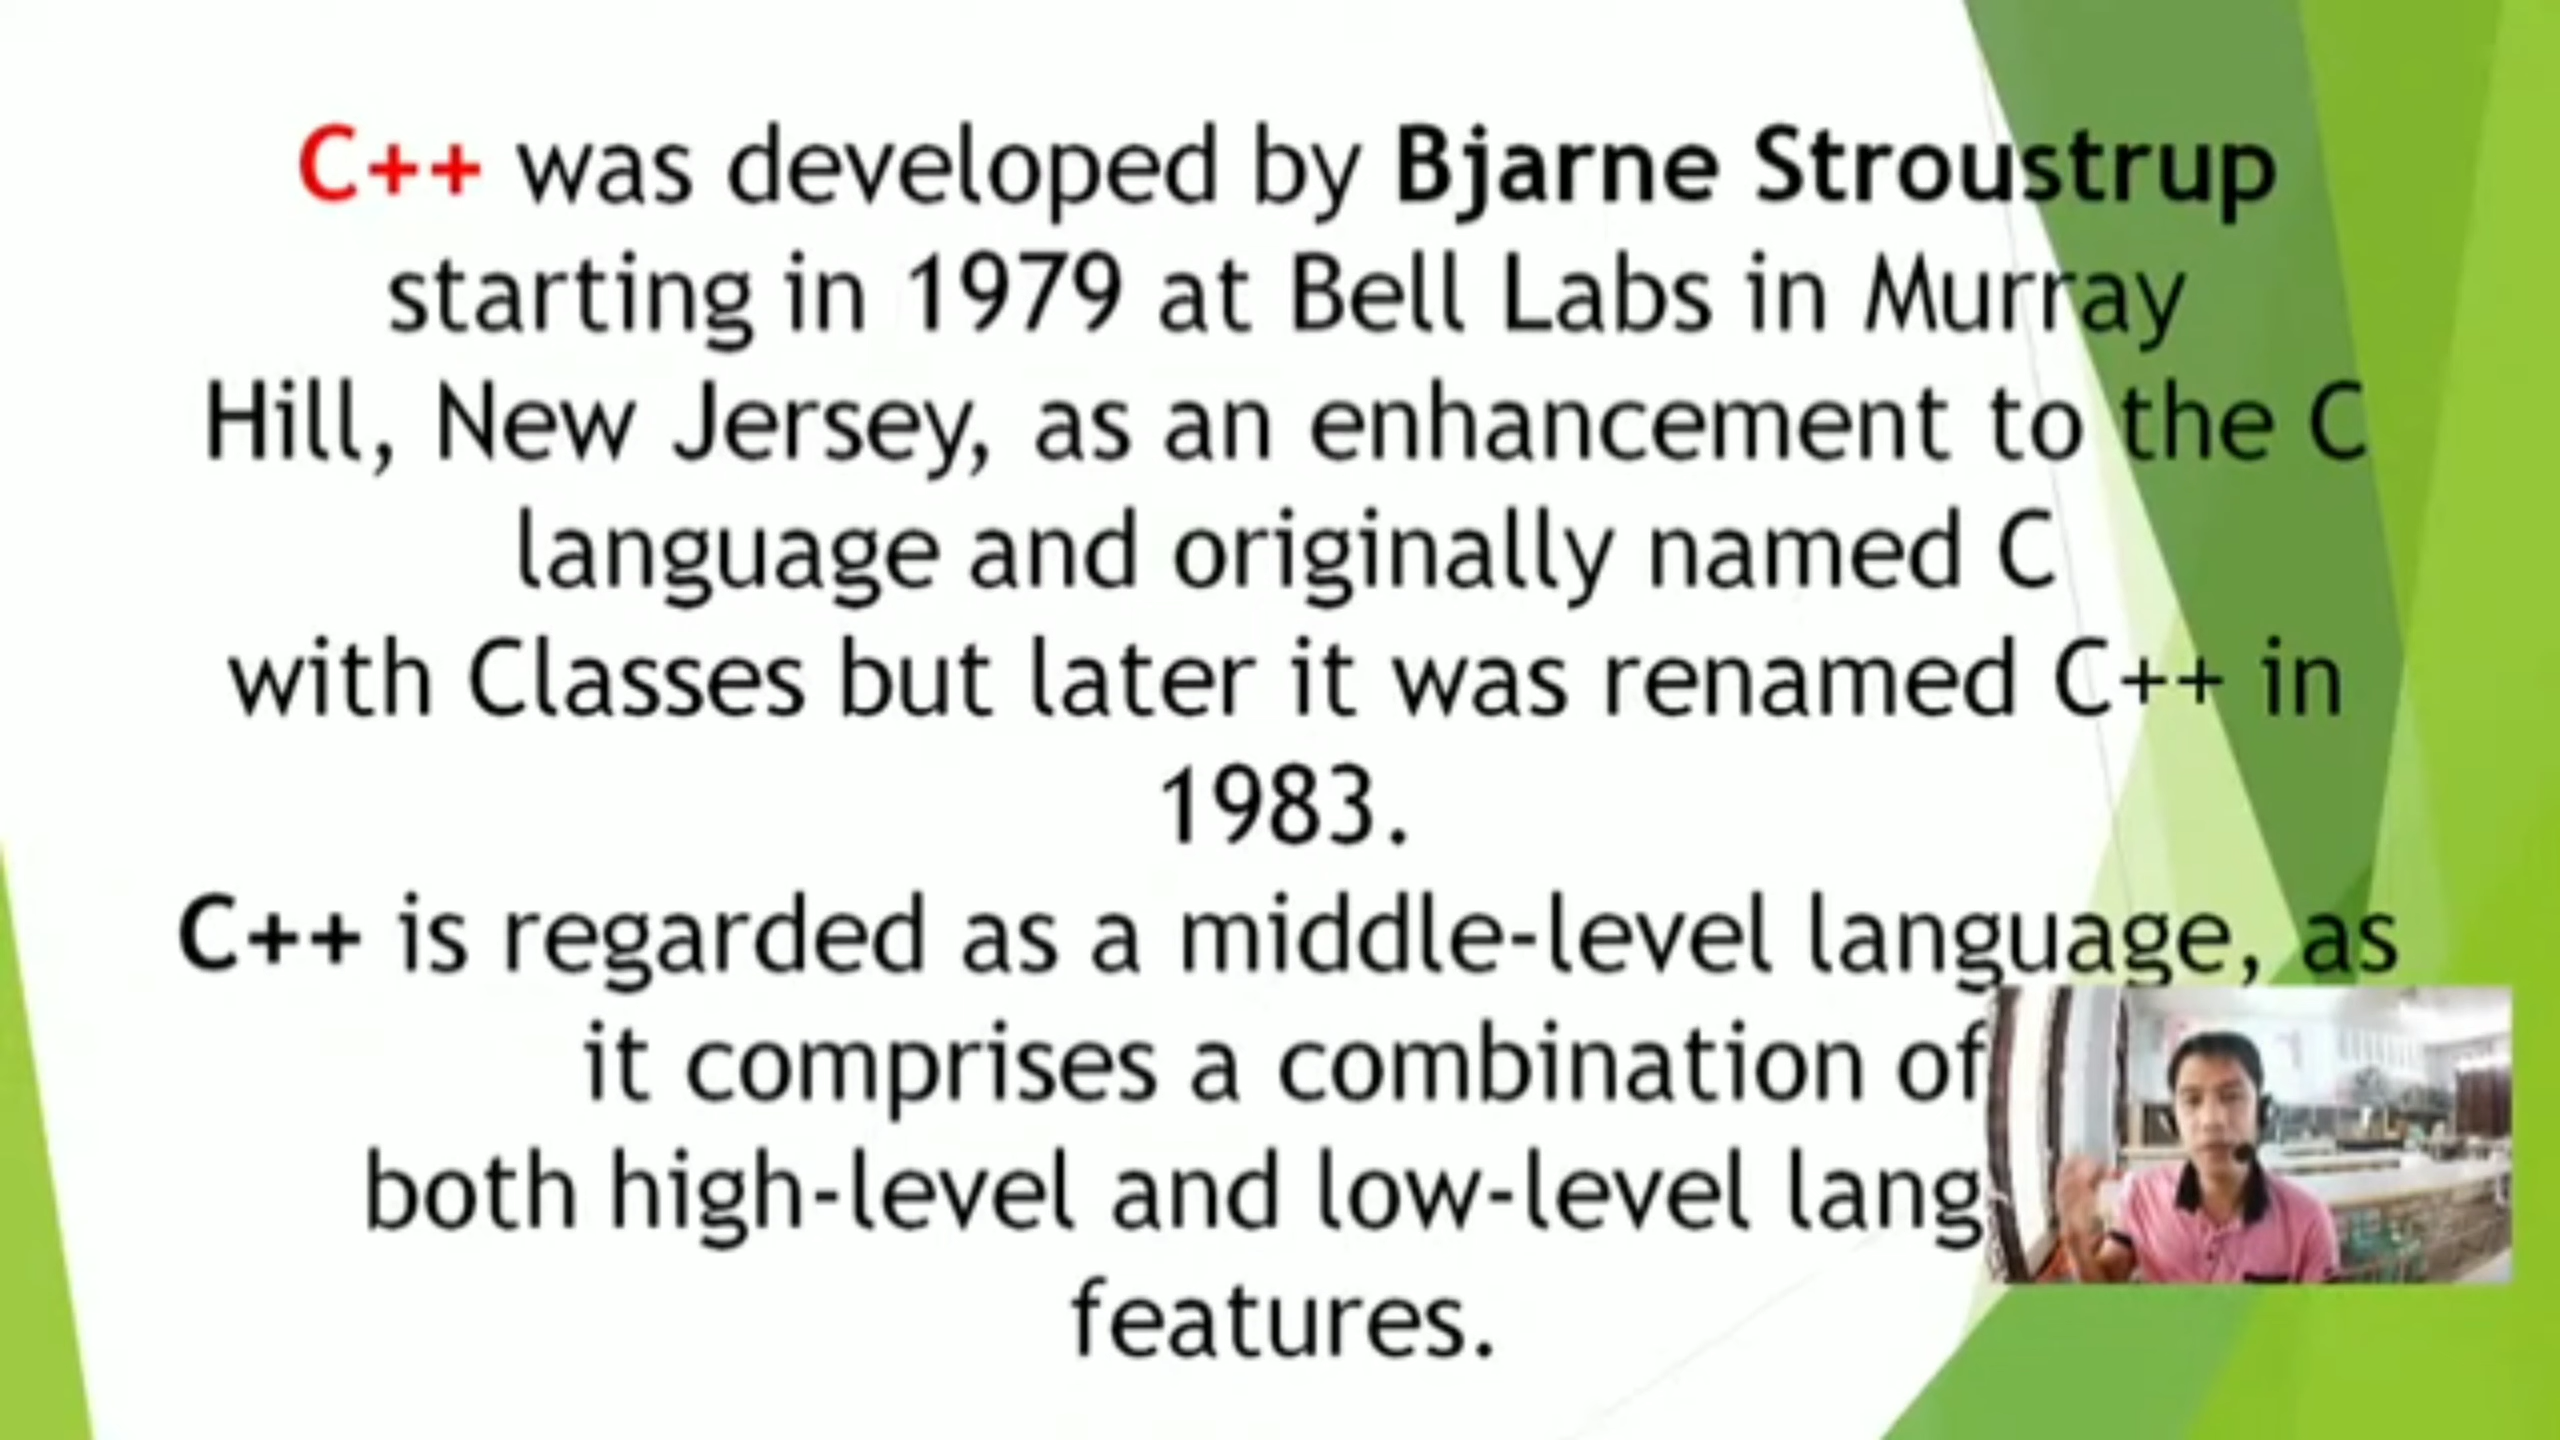 C++ was developed by Bjarne Stroustrup
starting in 1979 at Bell Labs in Murray
Hill, New Jersey, as an enhancement to the C
language and originally named C
with Classes but later it was renamed C++ in
1983.
C++ is regarded as a middle-level language, as
it comprises a combination of
both high-level and low-level lang
features.